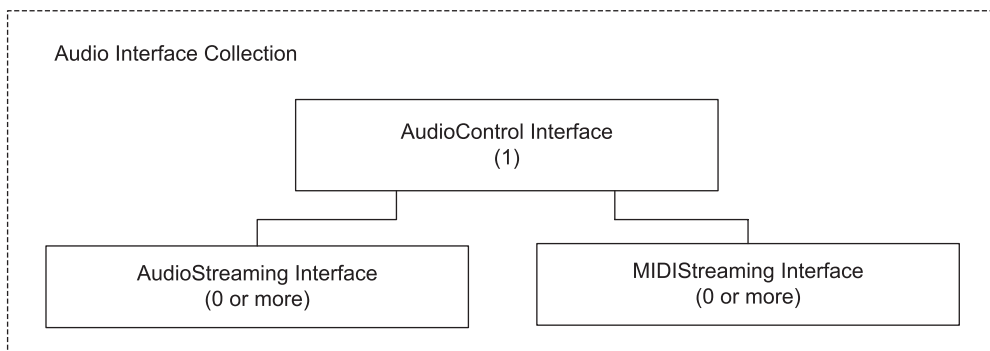 Audio Interface Collection
AudioControl Interface
(1)
AudioStreaming Interface
(0 or more)
MIDIStreaming Interface
(0 or more)